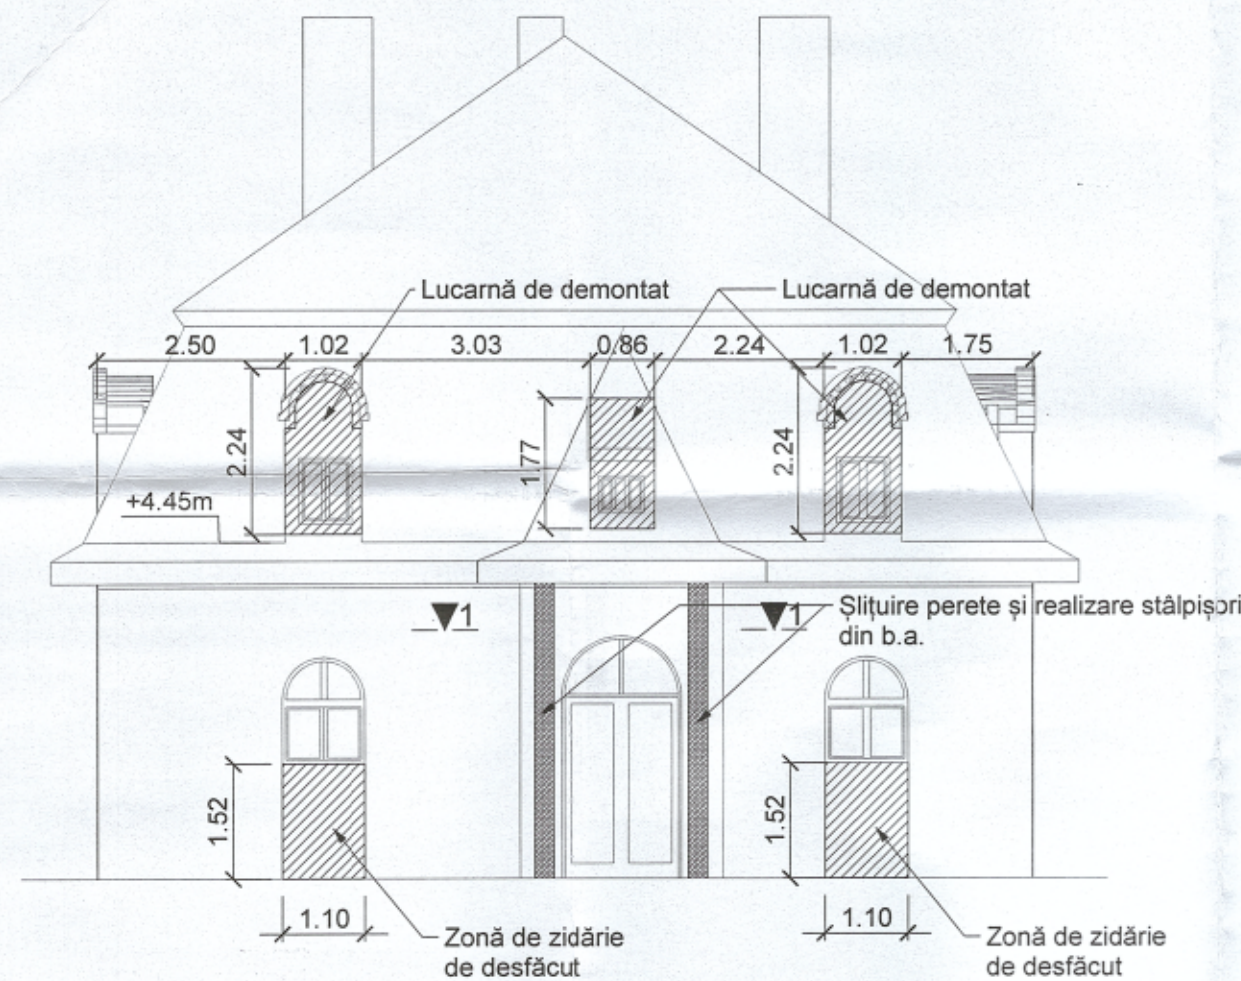 Lucarnă de demontat
Lucarnă de demontat
2.50 1.02 3.03 0.86 2.24 1.02 1.75
2.24
1.77
2.24
+4.45m
1
1
Șlițuire perete și realizare stâlpișori
din b.a.
1.52
1.52
1.10
1.10
Zonă de zidărie
de desfăcut
Zonă de zidărie
de desfăcut